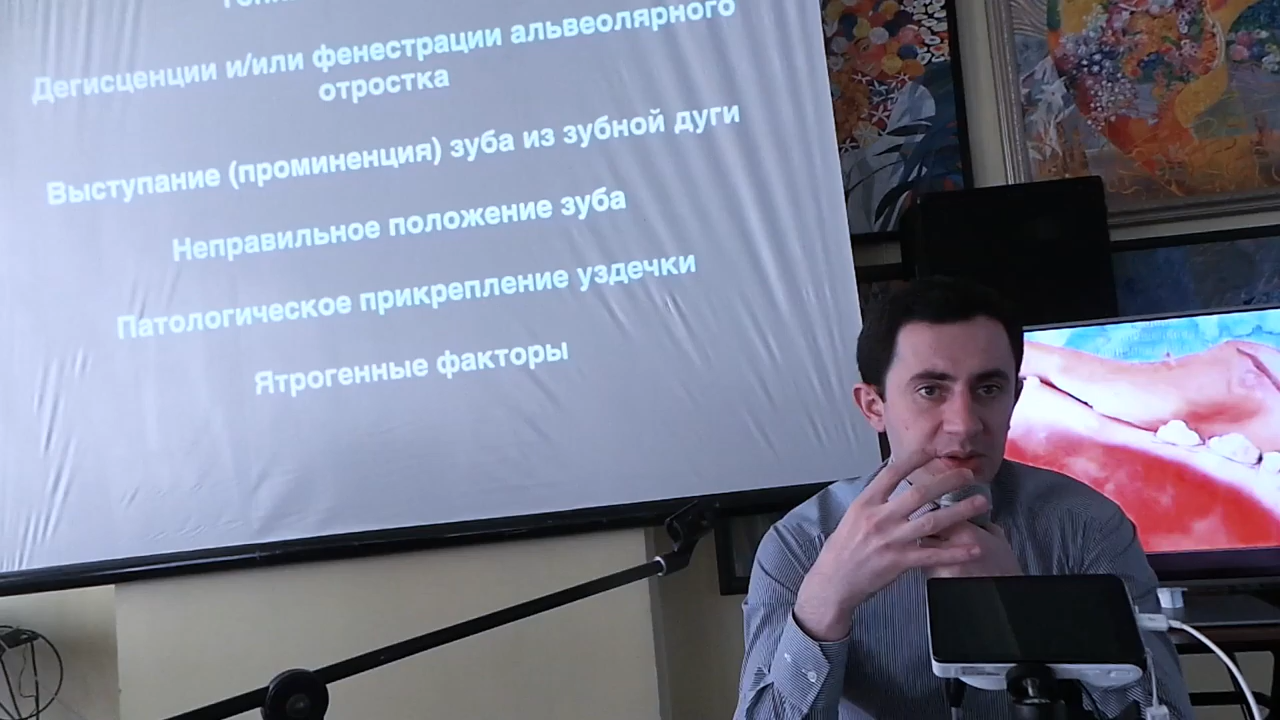 Дегисценции и/или фенестрации альвеолярного
отростка
Выступание (проминенция) зуба из зубной дуги
Неправильное положение зуба
Патологическое прикрепление уздечки
Ятрогенные факторы